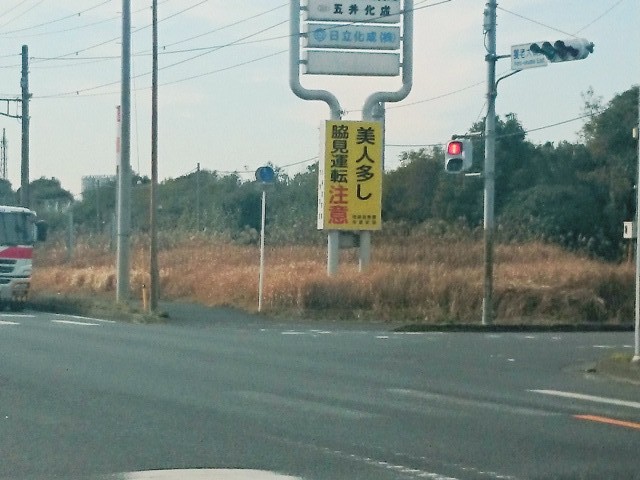 五井化成
日立化成(株)
美人多し
脇見運転注意